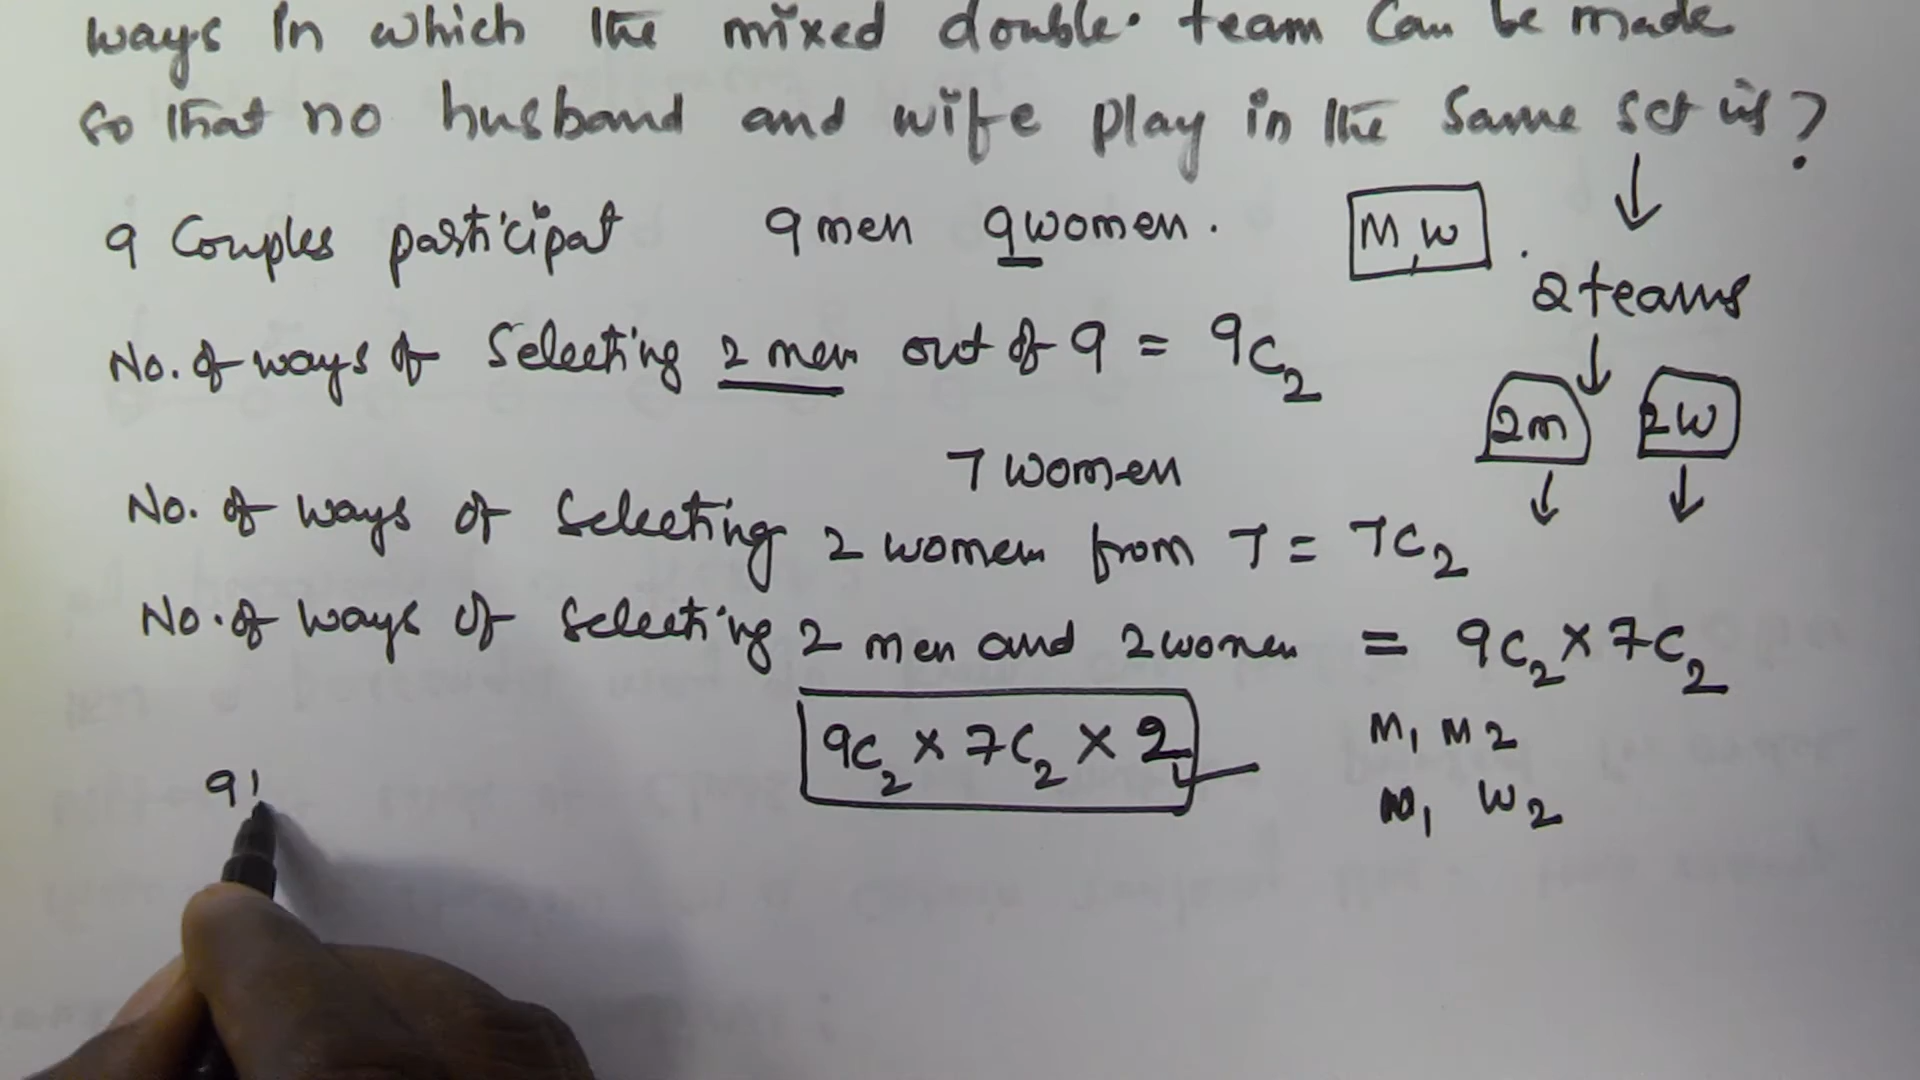 ways in which the mixed double team can be made
so that no husband and wife play in the same set is?
9 Couples participat 9 men 9 women. M, W
2 teams
No. of ways of Selecting 2 men out of 9 = 9C2
2m 2W
7 women
No. of ways of Selecting 2 women from 7 = 7C2
No. of ways of Selecting 2 men and 2 women = 9C2 × 7C2
9C2 × 7C2 × 2
M1 M2
W1 W2
9!